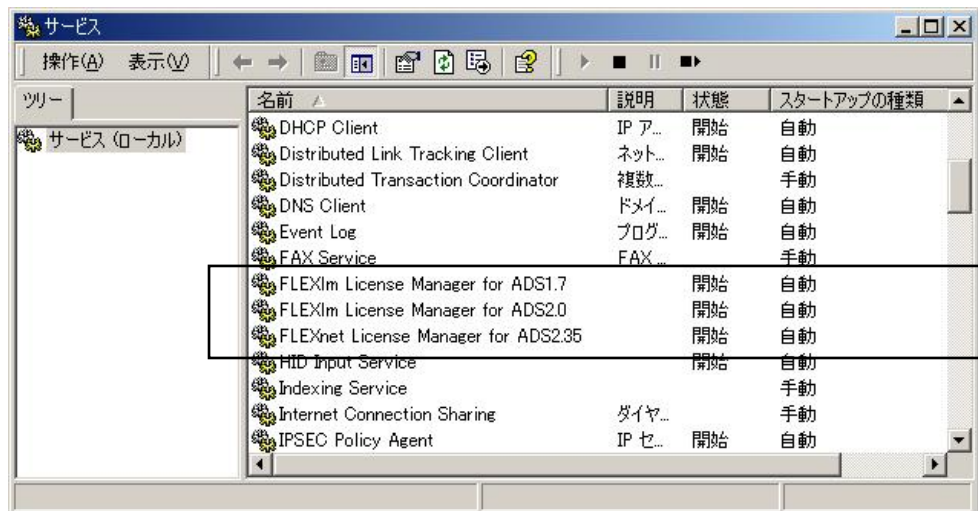 サービス
操作(A) 表示(V)
ツリー
サービス (ローカル)
名前 説明 状態 スタートアップの種類
DHCP Client IP ア... 開始 自動
Distributed Link Tracking Client ネット... 開始 自動
Distributed Transaction Coordinator 複数... 手動
DNS Client ドメイ... 開始 自動
Event Log プログ... 開始 自動
FAX Service FAX ... 手動
FLEXlm License Manager for ADS1.7 開始 自動
FLEXlm License Manager for ADS2.0 開始 自動
FLEXnet License Manager for ADS2.35 開始 自動
HID Input Service 開始 自動
Indexing Service 手動
Internet Connection Sharing ダイヤ... 手動
IPSEC Policy Agent IP セ... 開始 自動